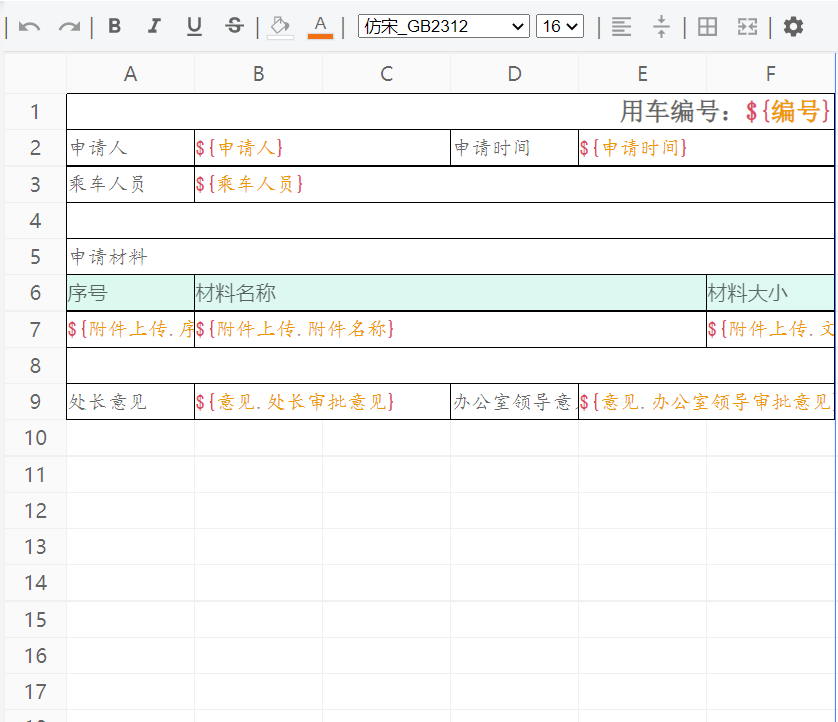 B I U S A 仿宋_GB2312 16
A B C D E F
1 用车编号：${编号}
2 申请人 ${申请人} 申请时间 ${申请时间}
3 乘车人员 ${乘车人员}
4
5 申请材料
6 序号 材料名称 材料大小
7 ${附件上传.序 ${附件上传.附件名称} ${附件上传.文
8
9 处长意见 ${意见.处长审批意见} 办公室领导意 ${意见.办公室领导审批意见}
10
11
12
13
14
15
16
17